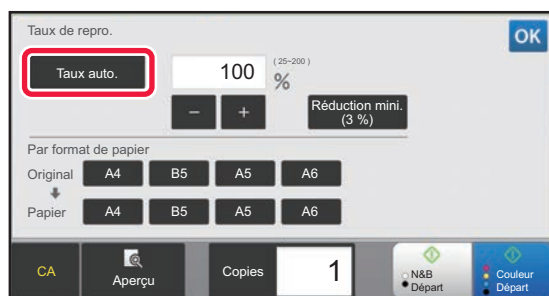 Taux de repro.
OK
Taux auto.
100
(25~200)
%
−
+
Réduction mini.
(3 %)
Par format de papier
Original
A4
B5
A5
A6
Papier
A4
B5
A5
A6
CA
Aperçu
Copies
1
N&B
Départ
Couleur
Départ